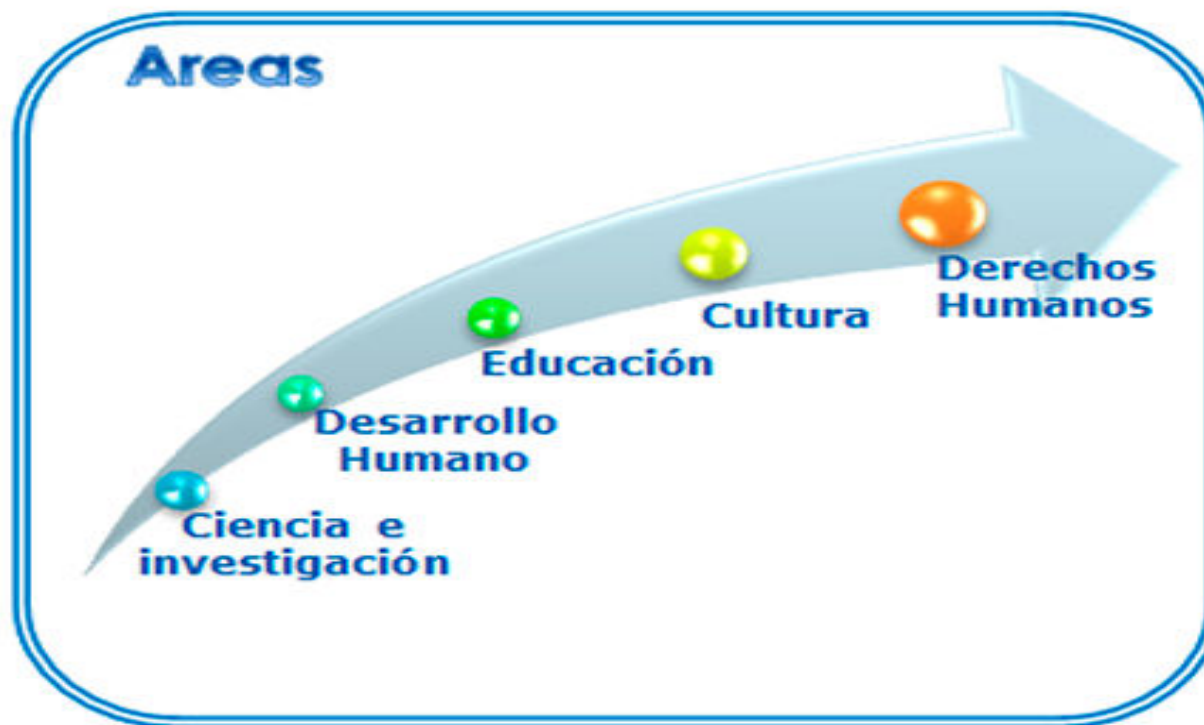 Areas
Derechos
Humanos
Cultura
Educación
Desarrollo
Humano
Ciencia e
investigación